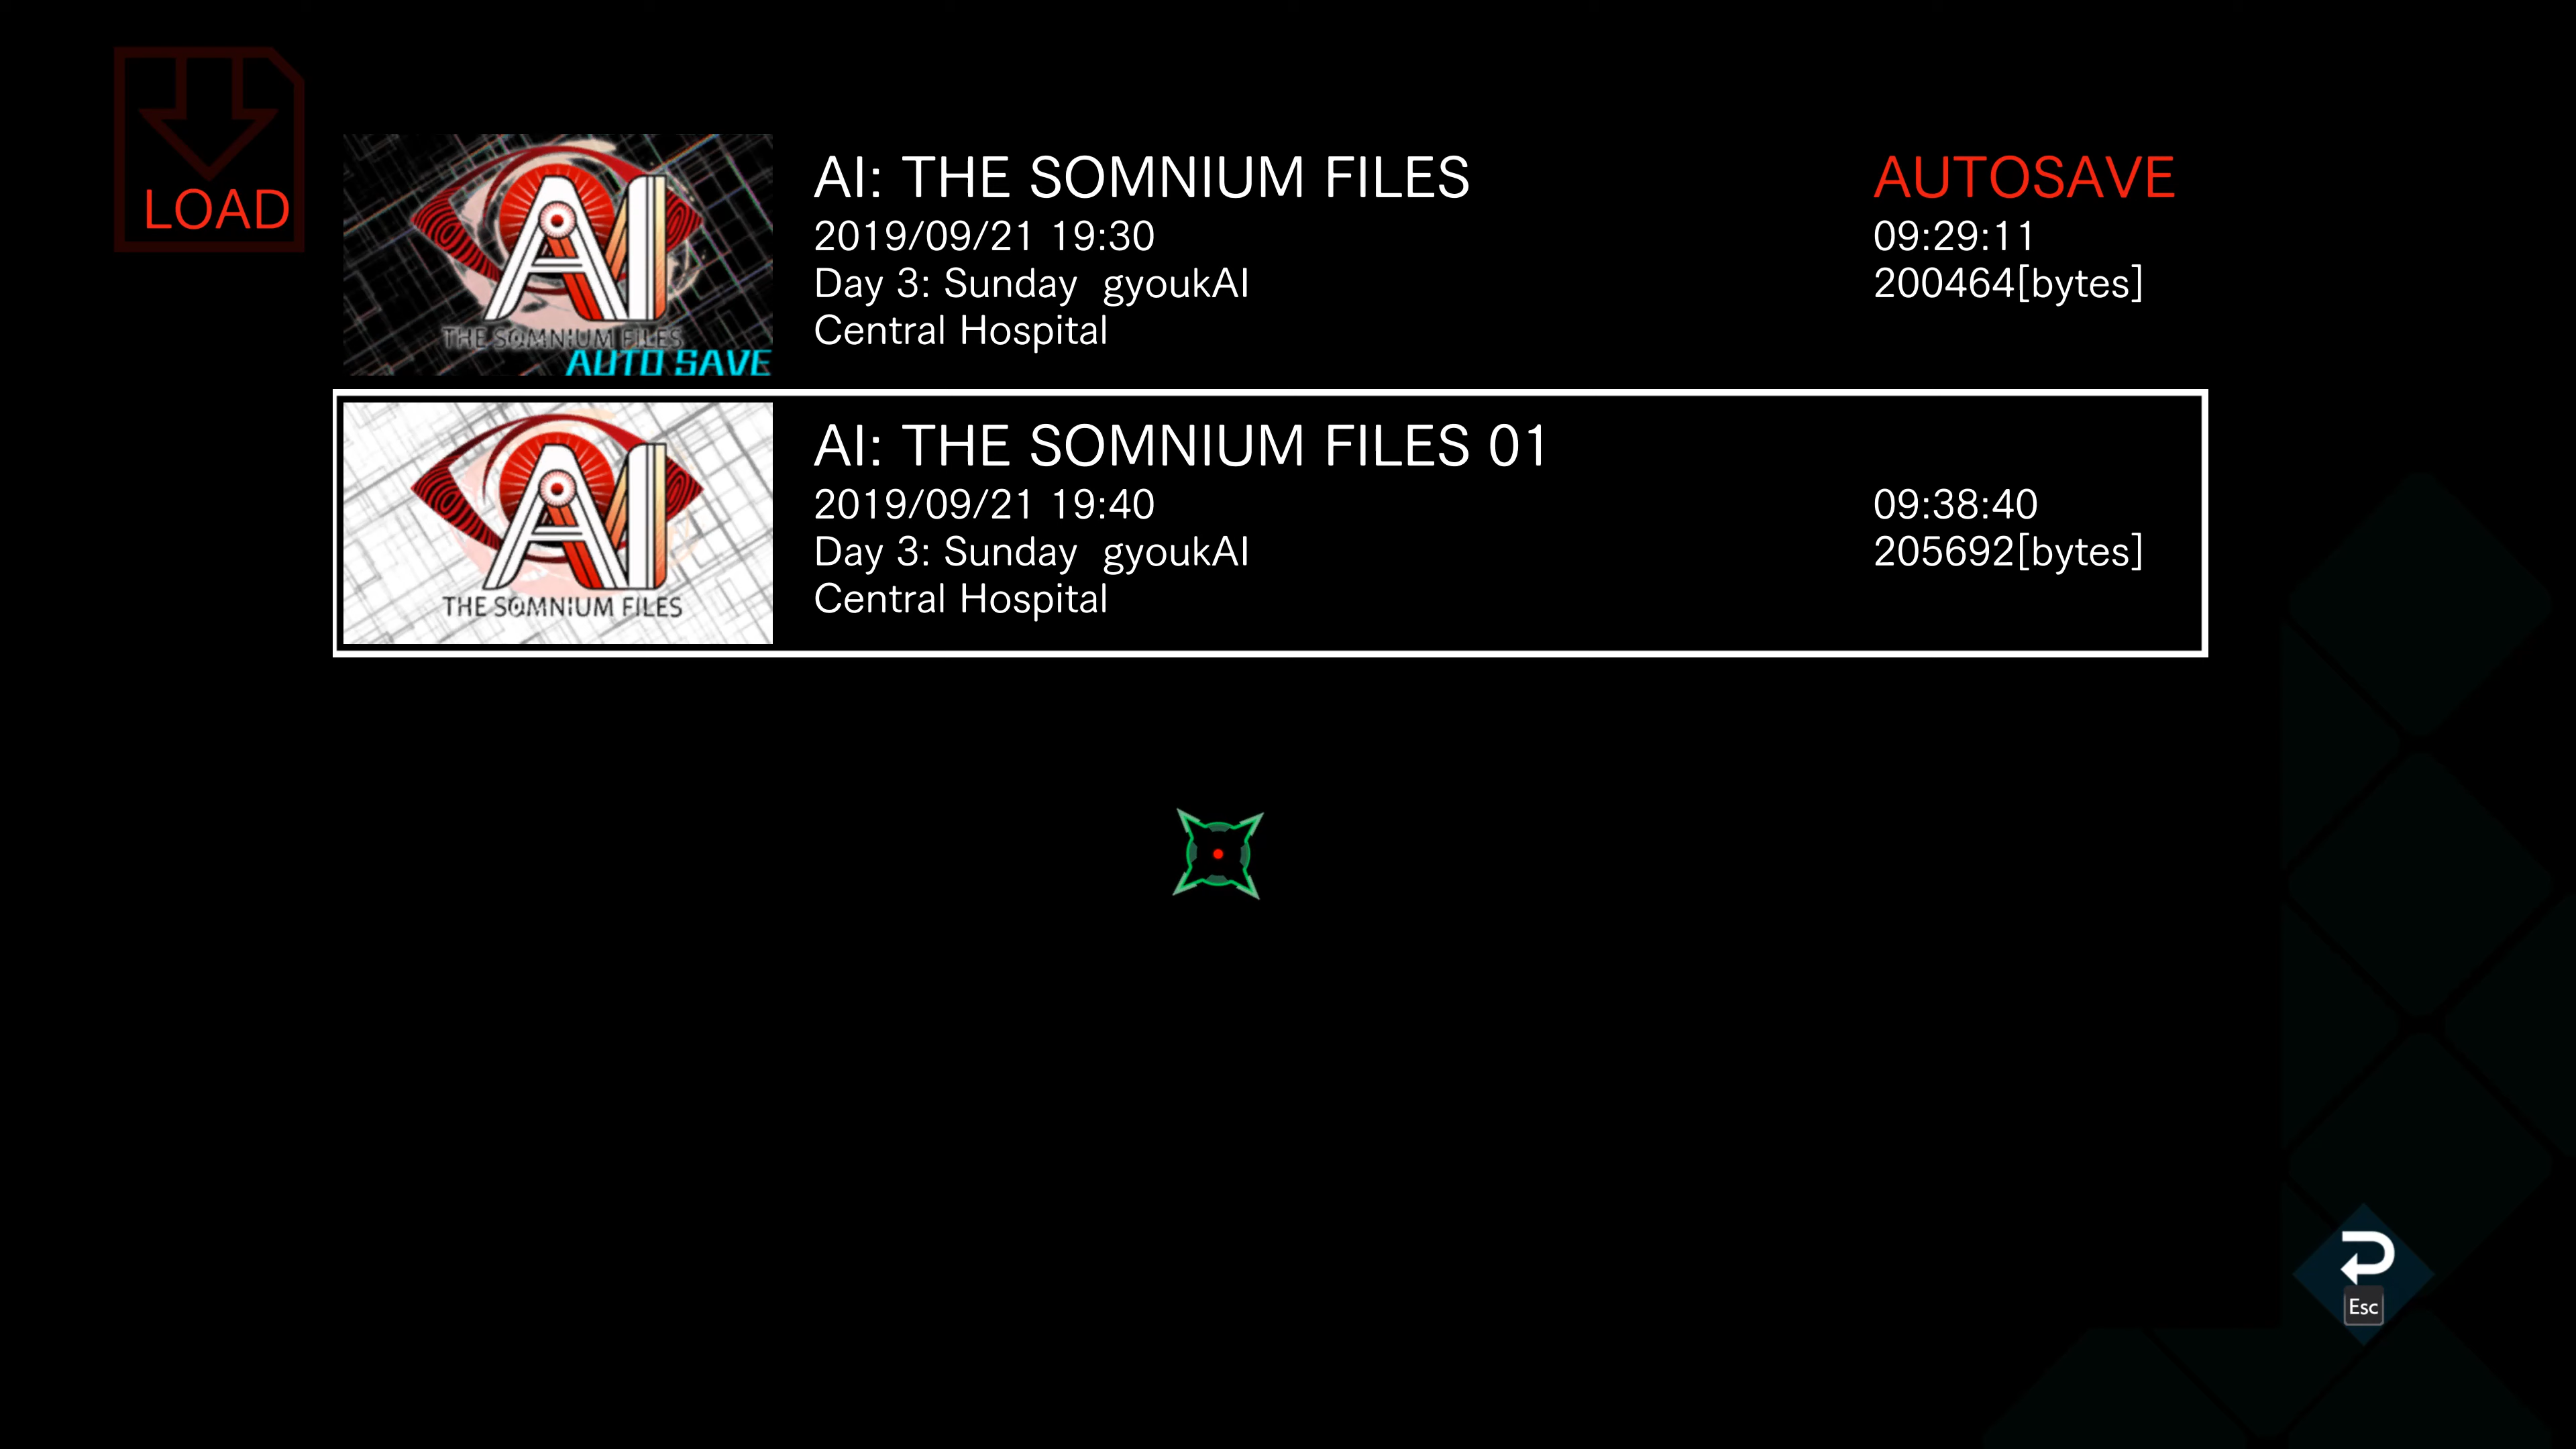 LOAD
AI
THE SOMNIUM FILES
AUTO SAVE
AI: THE SOMNIUM FILES
2019/09/21 19:30
Day 3: Sunday gyoukAI
Central Hospital
AUTOSAVE
09:29:11
200464[bytes]
AI
THE SOMNIUM FILES
AI: THE SOMNIUM FILES 01
2019/09/21 19:40
Day 3: Sunday gyoukAI
Central Hospital
09:38:40
205692[bytes]
Esc